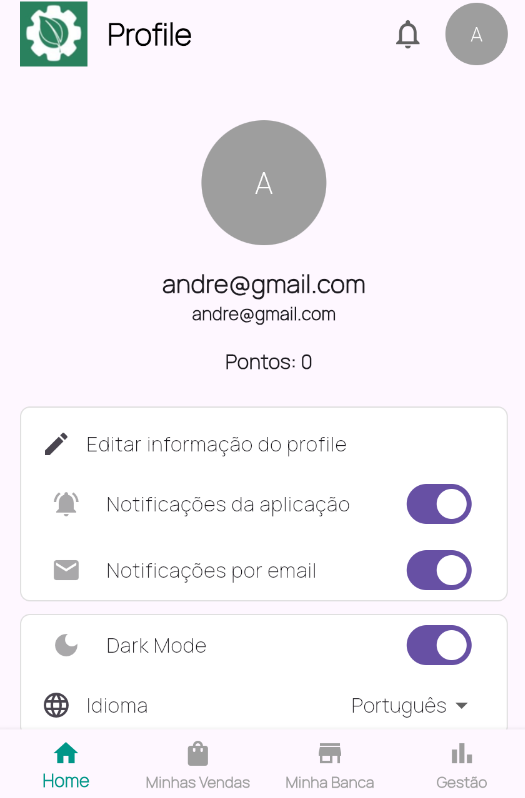 Profile
A
A
andre@gmail.com
andre@gmail.com
Pontos: 0
Editar informação do profile
Notificações da aplicação
Notificações por email
Dark Mode
Idioma Português
Home Minhas Vendas Minha Banca Gestão